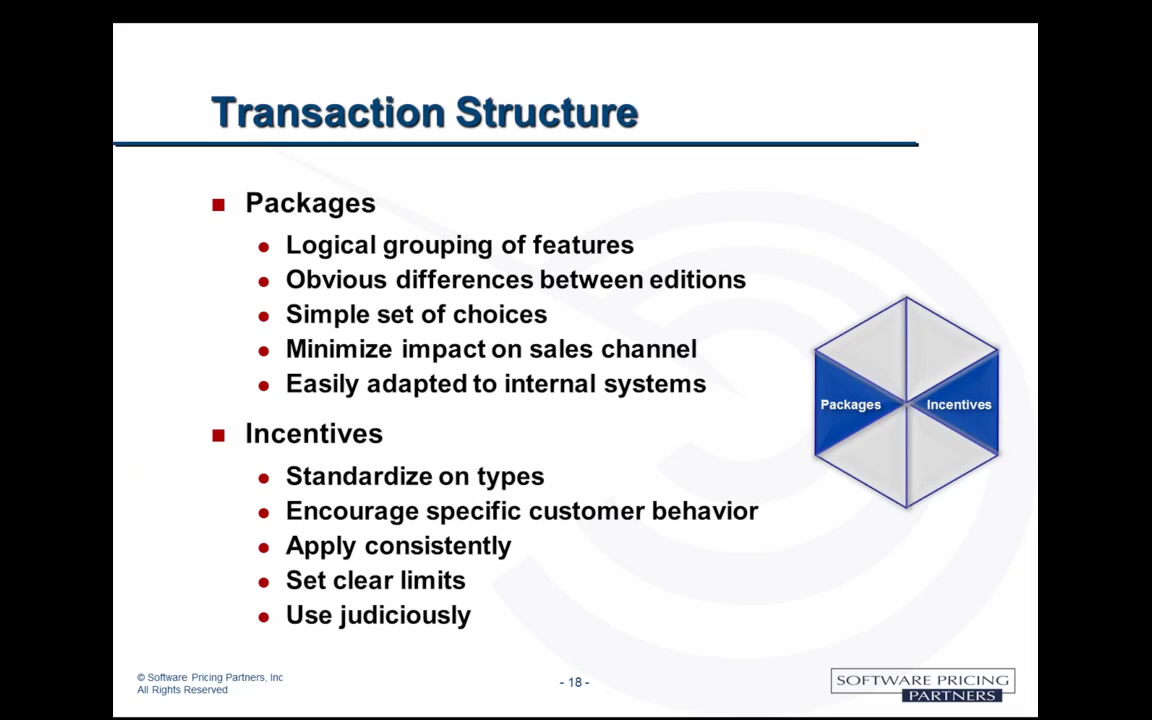 Transaction Structure
Packages
Logical grouping of features
Obvious differences between editions
Simple set of choices
Minimize impact on sales channel
Easily adapted to internal systems
Incentives
Standardize on types
Encourage specific customer behavior
Apply consistently
Set clear limits
Use judiciously
Packages
Incentives
© Software Pricing Partners, Inc
All Rights Reserved
- 18 -
SOFTWARE PRICING
PARTNERS